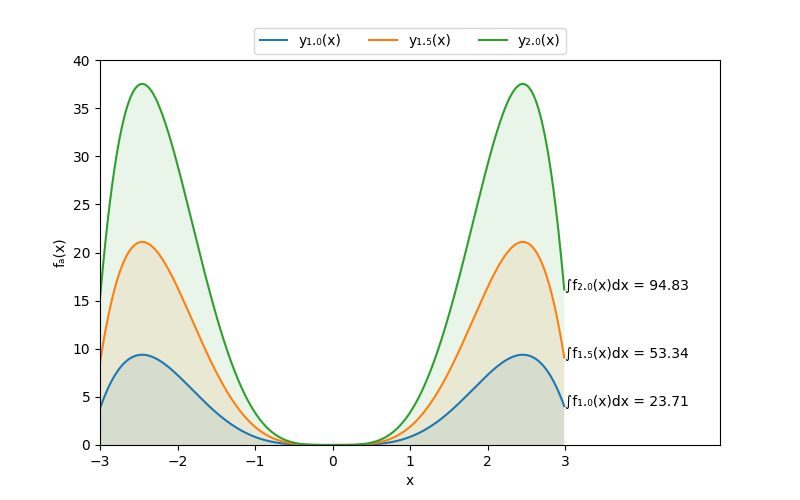 y₁.₀(x) y₁.₅(x) y₂.₀(x)
40
35
30
25
20
15
10
5
0
fₐ(x)
∫f₂.₀(x)dx = 94.83
∫f₁.₅(x)dx = 53.34
∫f₁.₀(x)dx = 23.71
−3 −2 −1 0 1 2 3
x